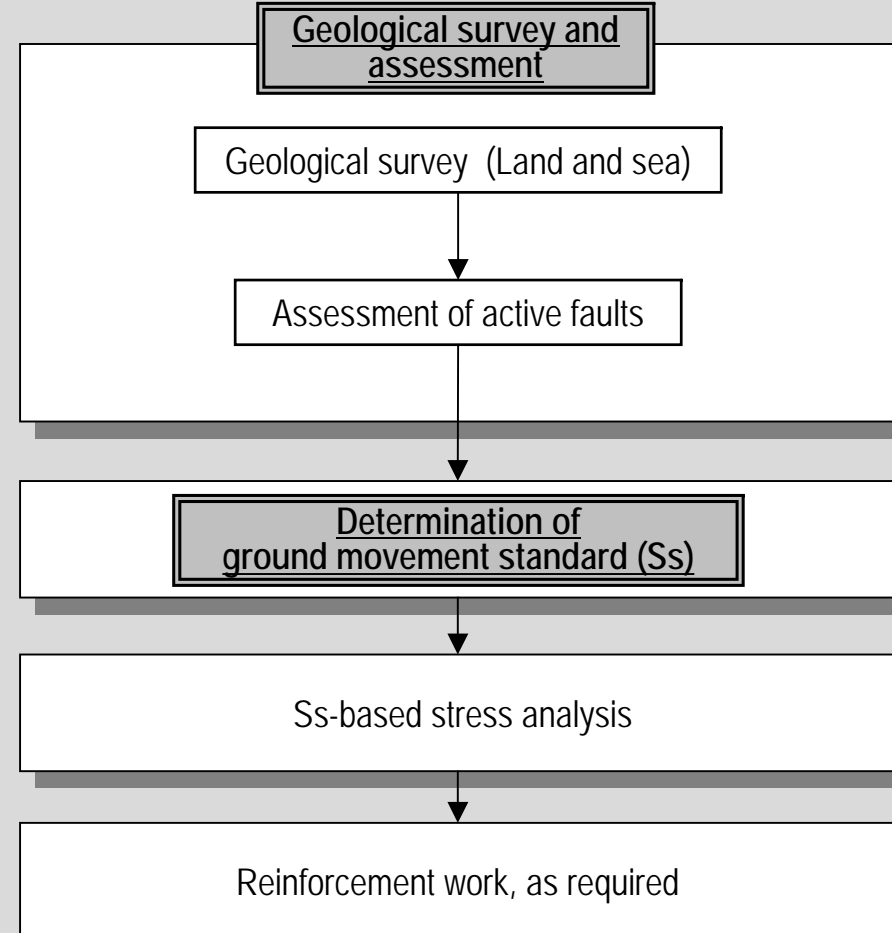 Geological survey and
assessment
Geological survey (Land and sea)
Assessment of active faults
Determination of
ground movement standard (Ss)
Ss-based stress analysis
Reinforcement work, as required